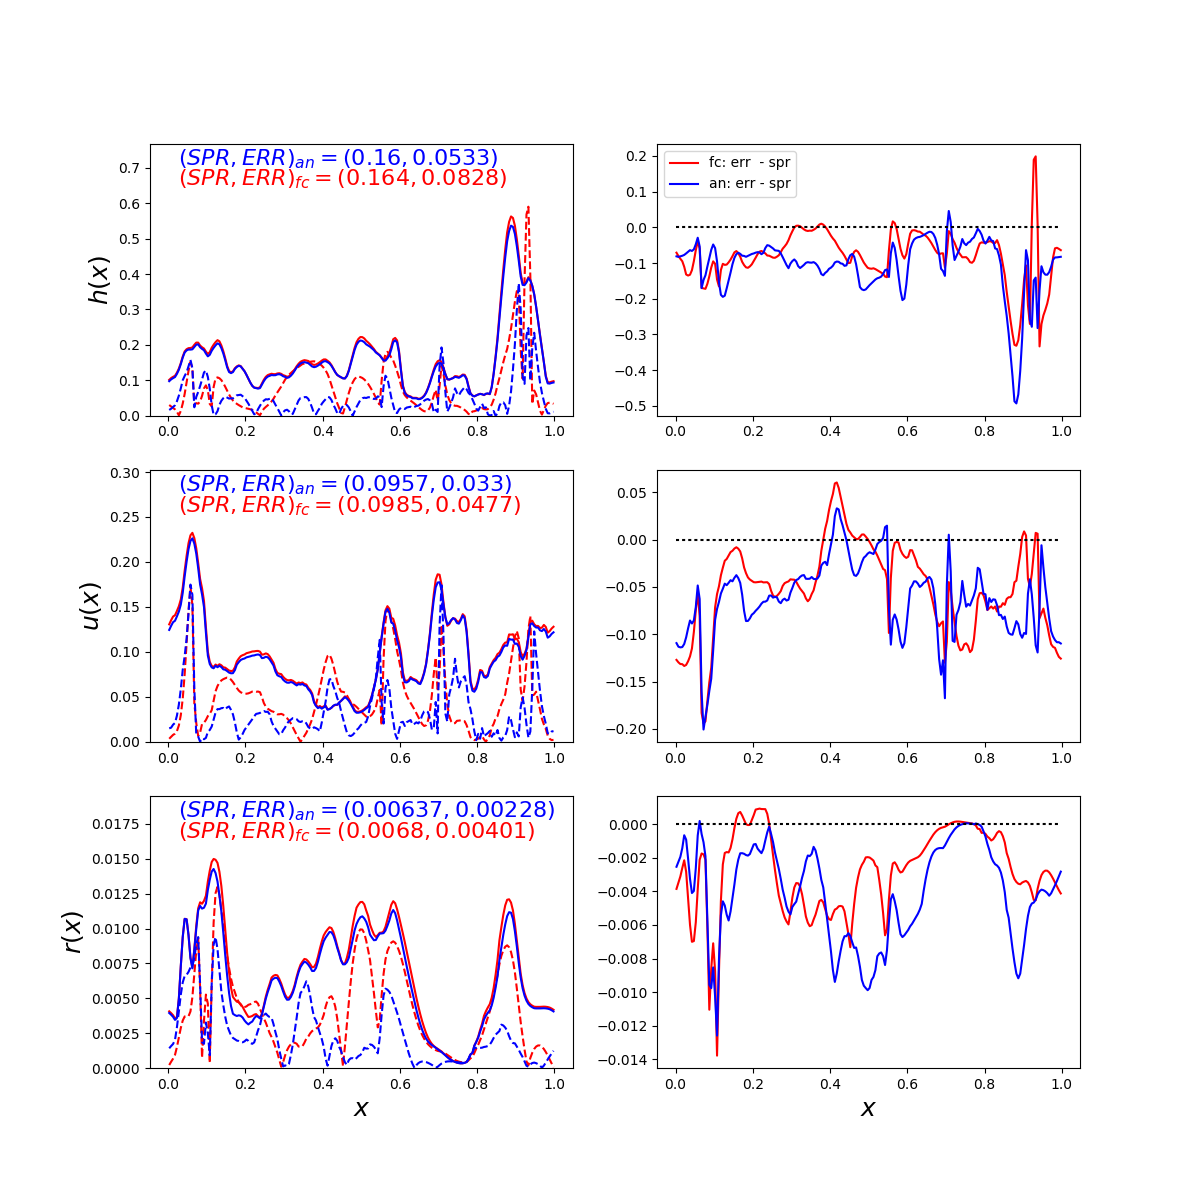 (SPR, ERR)an = (0.16, 0.0533)
(SPR, ERR)fc = (0.164, 0.0828)
h(x)
0.7
0.6
0.5
0.4
0.3
0.2
0.1
0.0
0.0 0.2 0.4 0.6 0.8 1.0
fc: err - spr
an: err - spr
0.2
0.1
0.0
−0.1
−0.2
−0.3
−0.4
−0.5
0.0 0.2 0.4 0.6 0.8 1.0
(SPR, ERR)an = (0.0957, 0.033)
(SPR, ERR)fc = (0.0985, 0.0477)
u(x)
0.30
0.25
0.20
0.15
0.10
0.05
0.00
0.0 0.2 0.4 0.6 0.8 1.0
0.05
0.00
−0.05
−0.10
−0.15
−0.20
0.0 0.2 0.4 0.6 0.8 1.0
(SPR, ERR)an = (0.00637, 0.00228)
(SPR, ERR)fc = (0.0068, 0.00401)
r(x)
0.0175
0.0150
0.0125
0.0100
0.0075
0.0050
0.0025
0.0000
0.0 0.2 0.4 0.6 0.8 1.0
x
0.000
−0.002
−0.004
−0.006
−0.008
−0.010
−0.012
−0.014
0.0 0.2 0.4 0.6 0.8 1.0
x